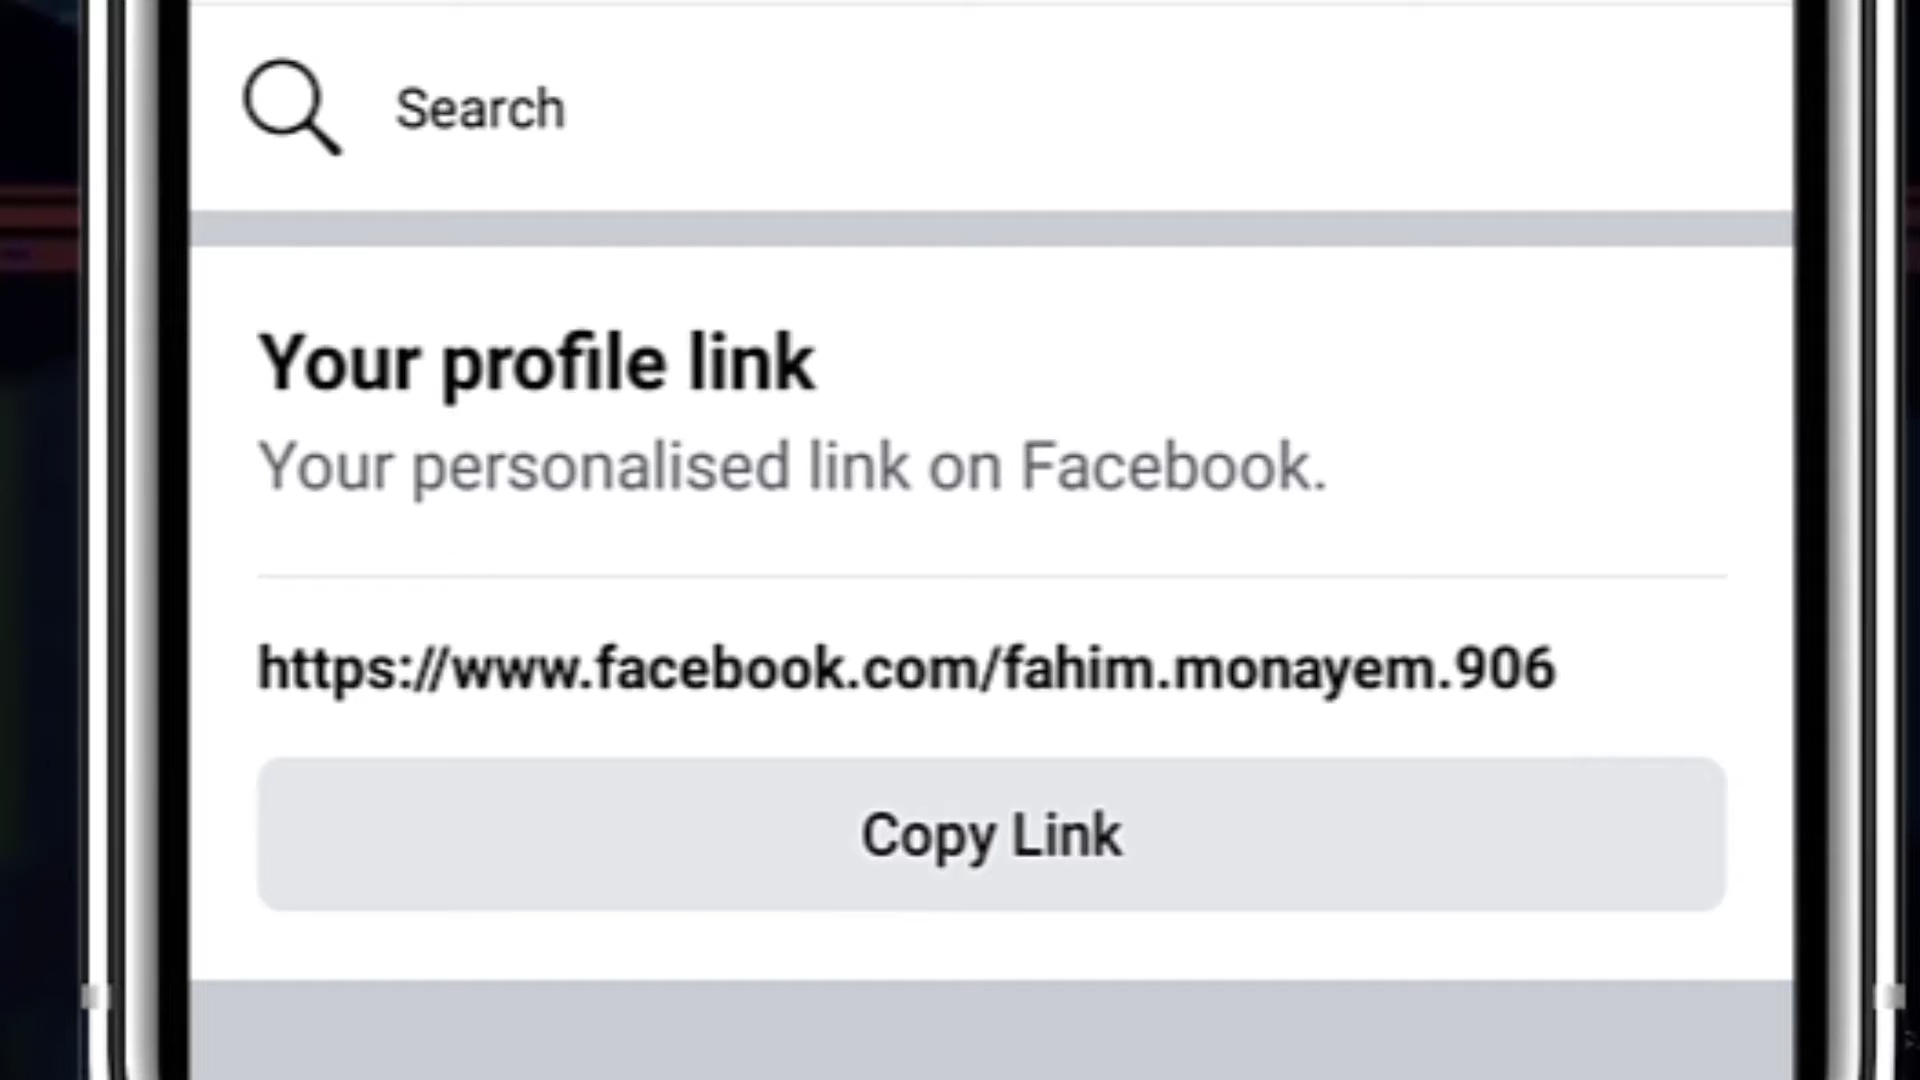 Search
Your profile link
Your personalised link on Facebook.
https://www.facebook.com/fahim.monayem.906
Copy Link